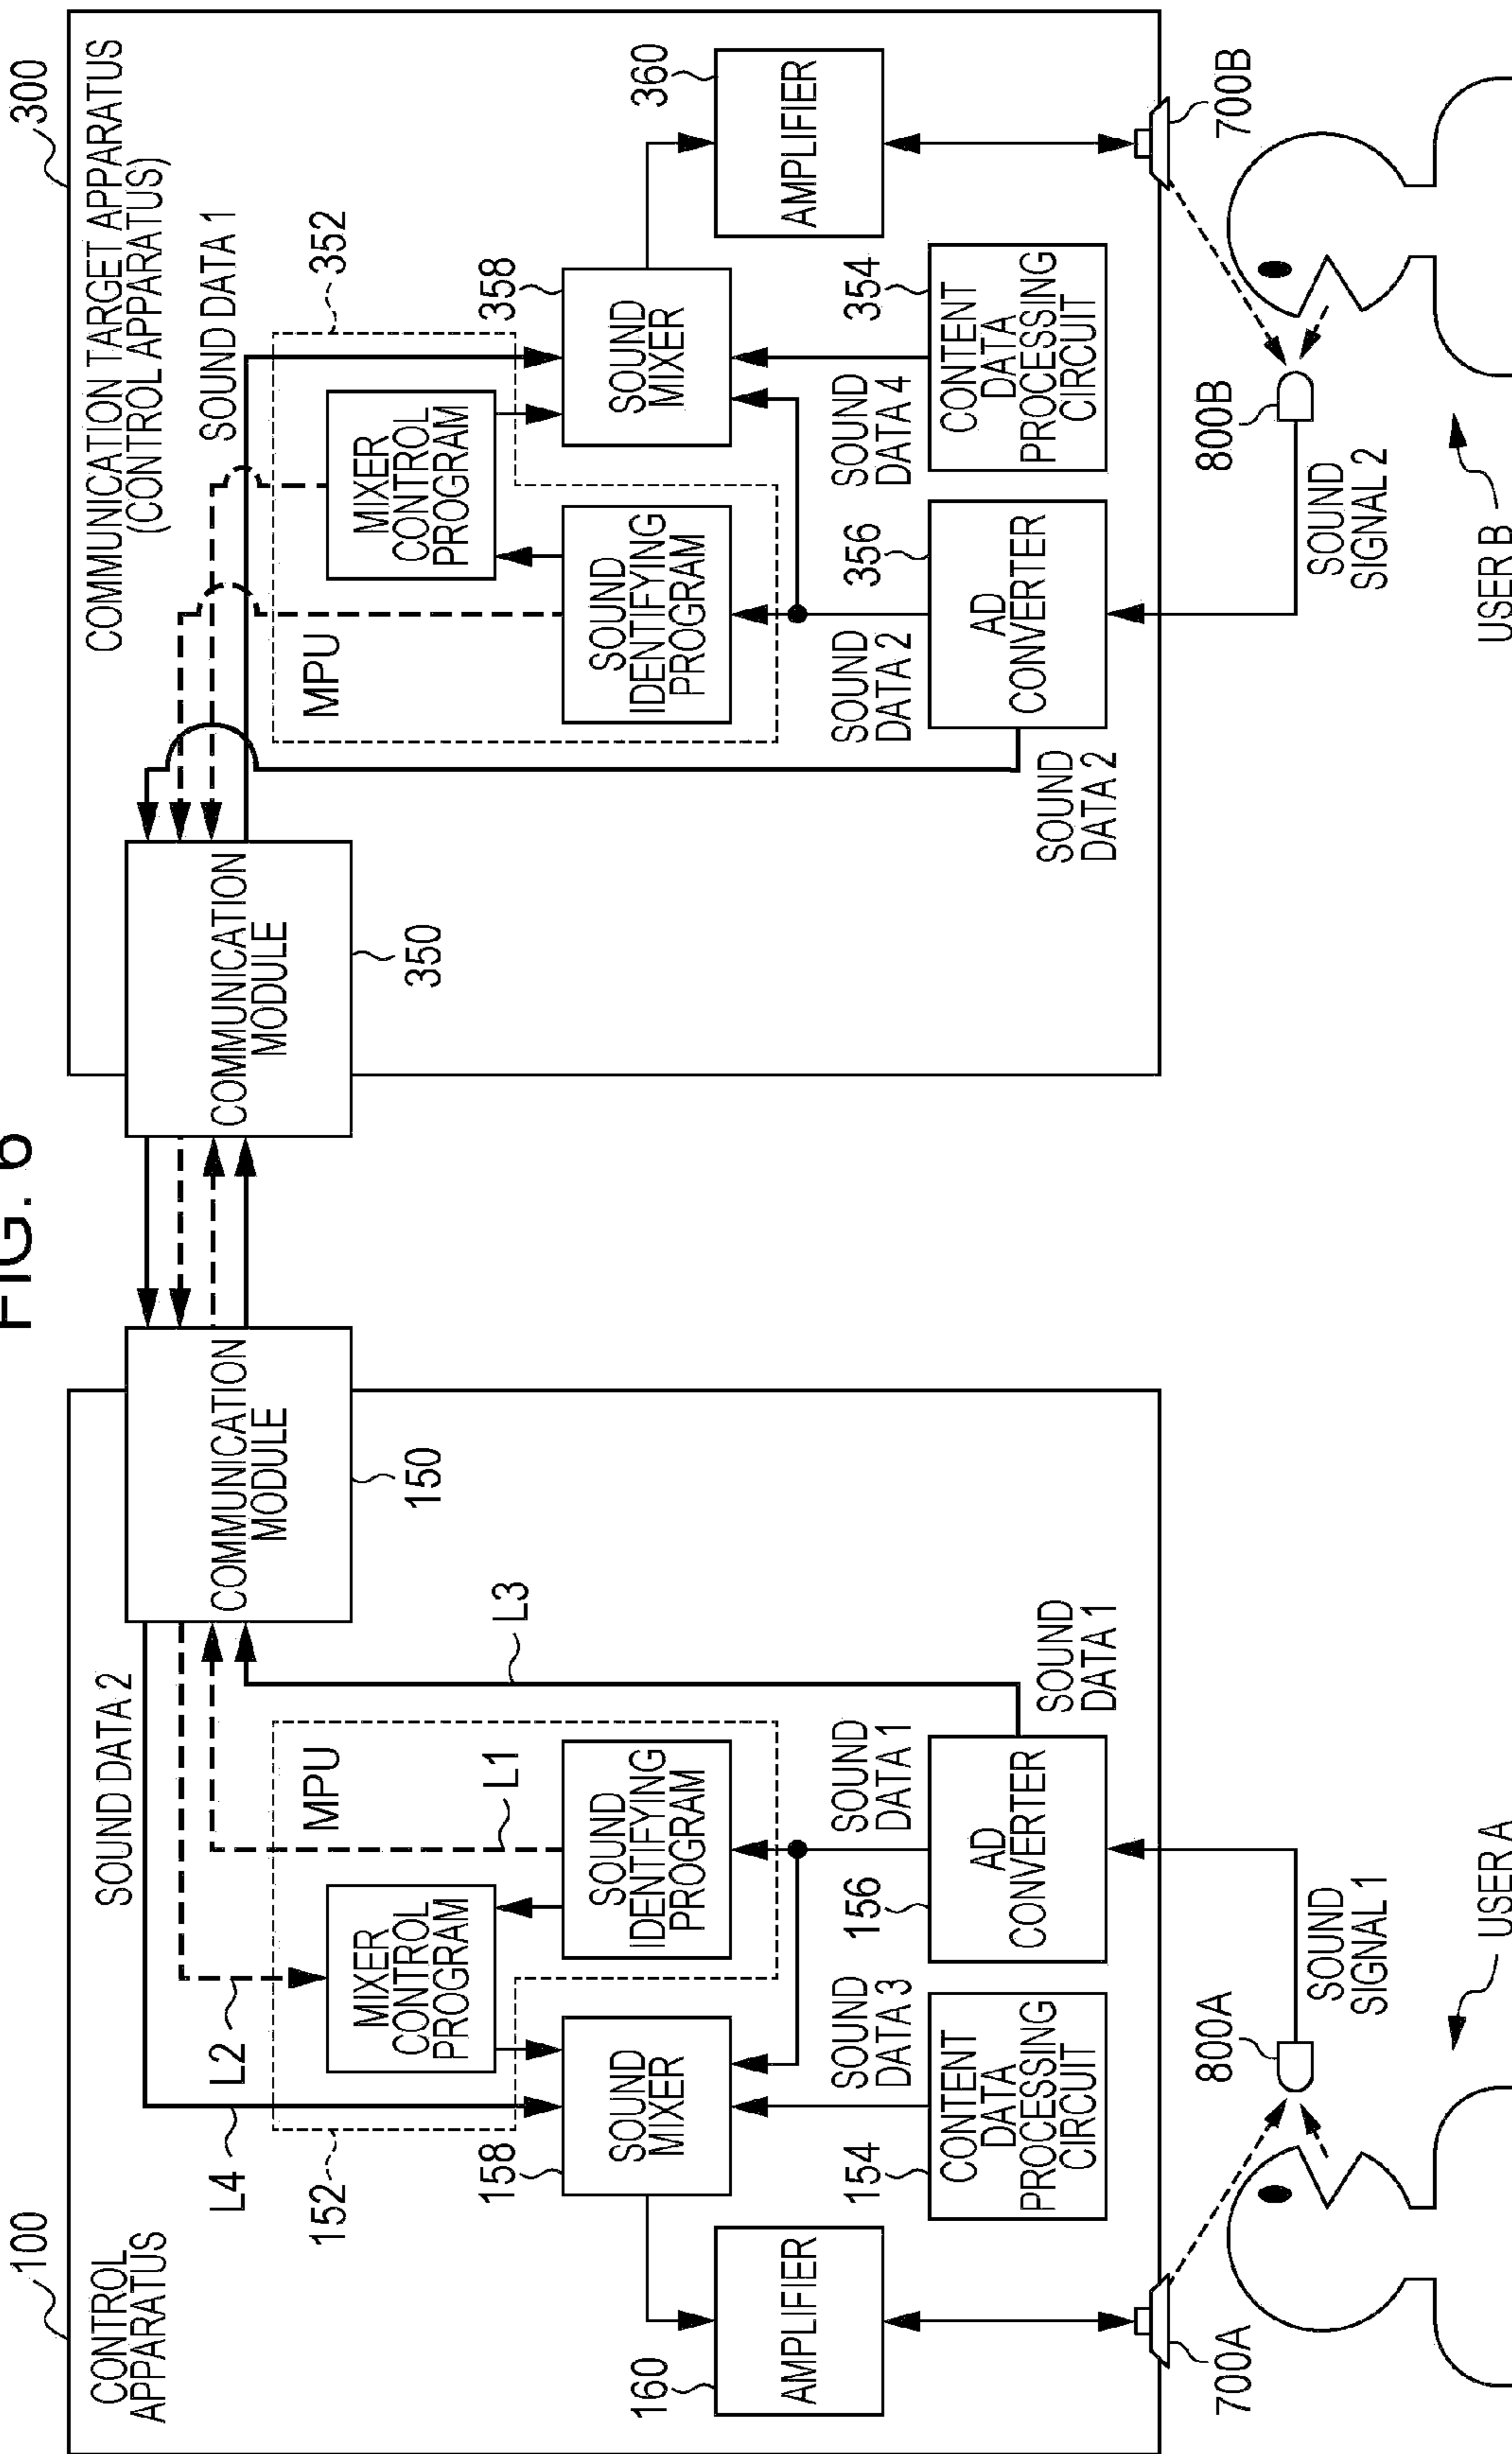 FIG. 6
100
CONTROL
APPARATUS
SOUND DATA 2
L4
L2
152
MPU
L1
L3
MIXER
CONTROL
PROGRAM
SOUND
IDENTIFYING
PROGRAM
158
SOUND
MIXER
160
AMPLIFIER
SOUND
DATA 3
SOUND
DATA 1
154
CONTENT
DATA
PROCESSING
CIRCUIT
156
AD
CONVERTER
SOUND
DATA 1
COMMUNICATION
MODULE
150
700A
800A
SOUND
SIGNAL 1
USER A
300
COMMUNICATION TARGET APPARATUS
(CONTROL APPARATUS)
SOUND DATA 1
COMMUNICATION
MODULE
350
352
MPU
MIXER
CONTROL
PROGRAM
SOUND
IDENTIFYING
PROGRAM
358
SOUND
MIXER
360
AMPLIFIER
SOUND
DATA 2
SOUND
DATA 4
356
AD
CONVERTER
354
CONTENT
DATA
PROCESSING
CIRCUIT
SOUND
DATA 2
800B
700B
SOUND
SIGNAL 2
USER B